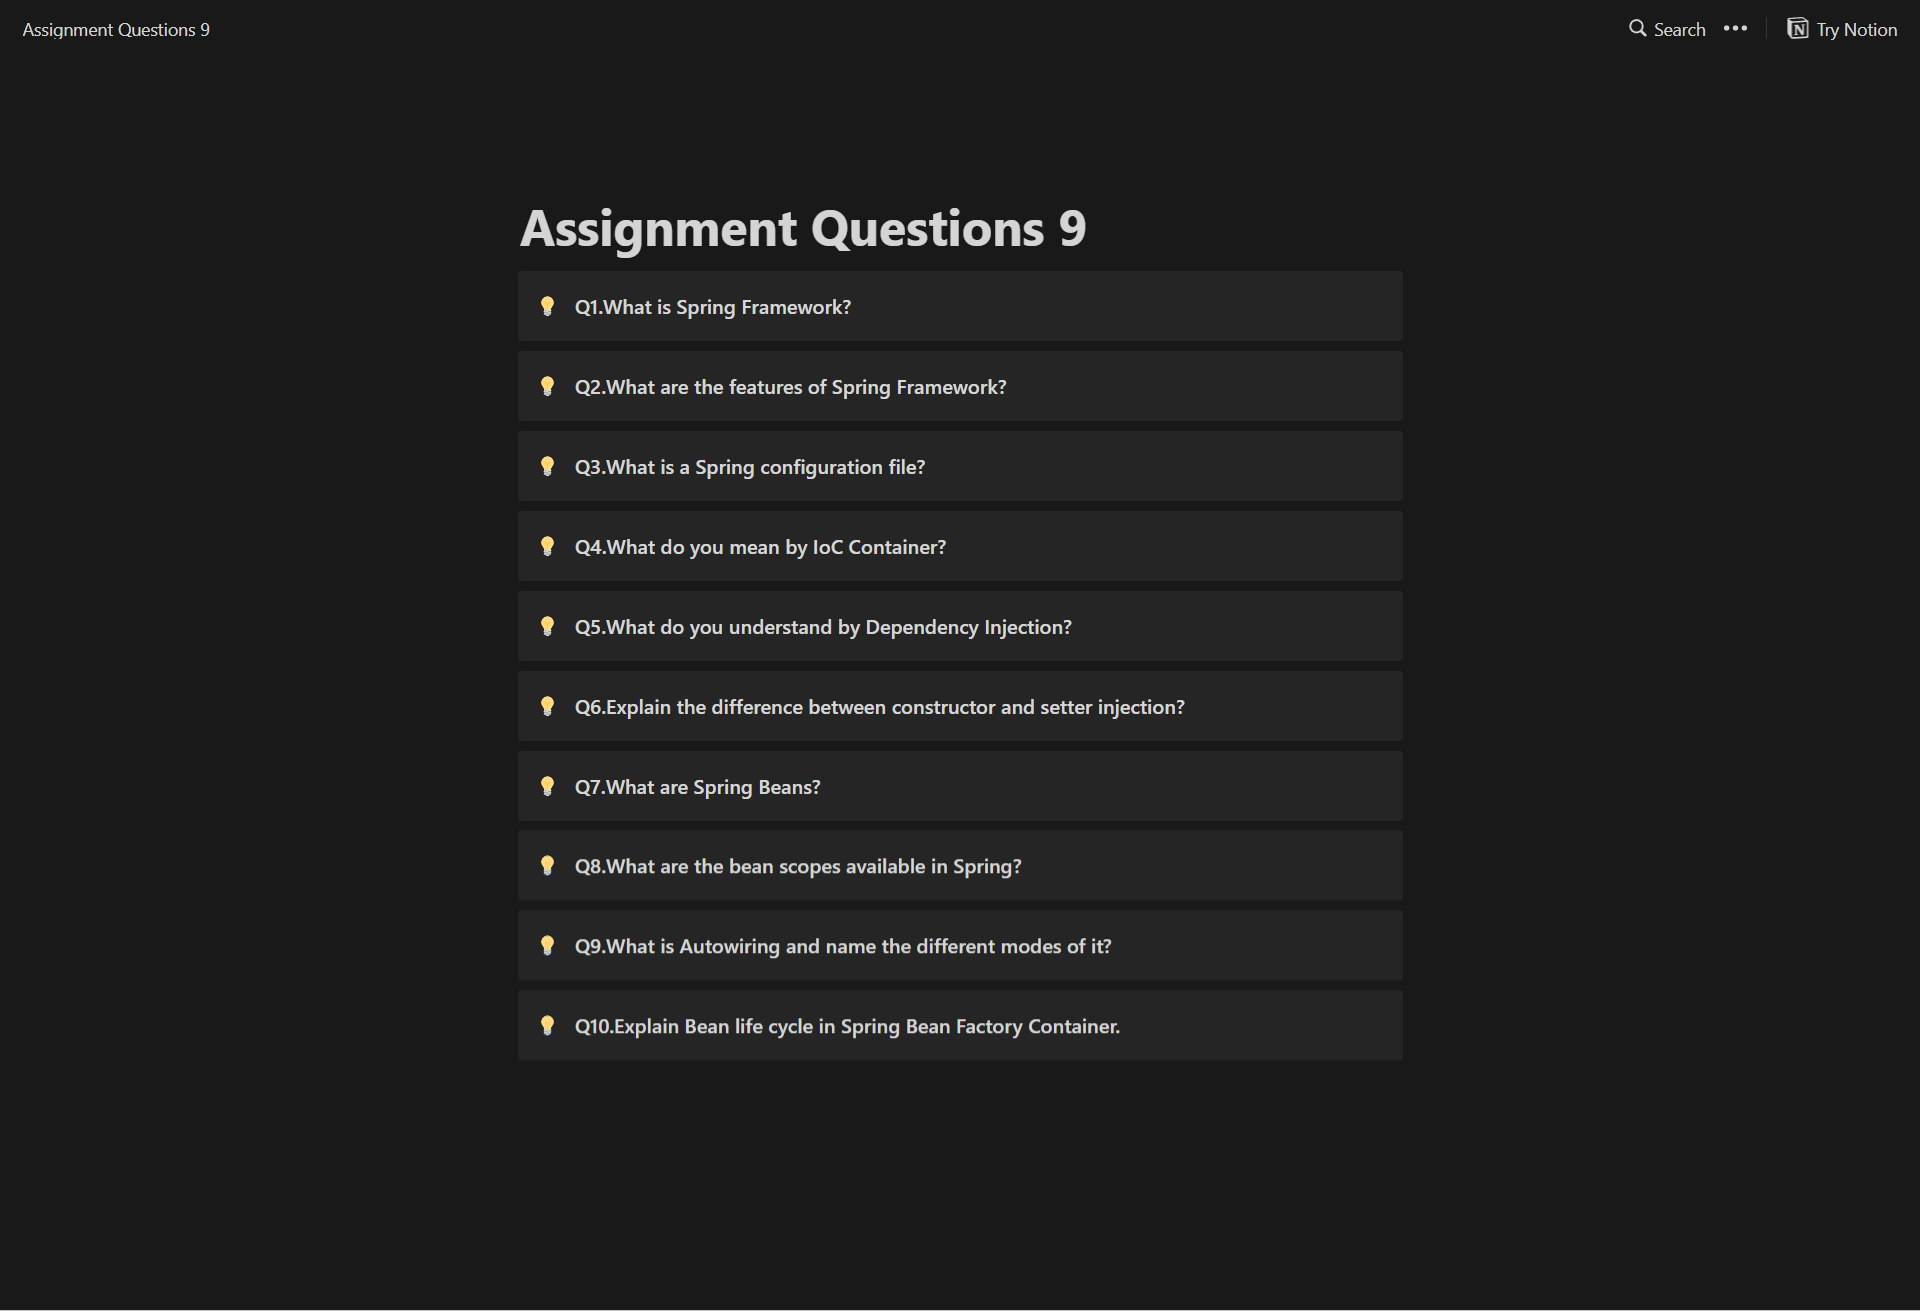 Assignment Questions 9
Search
Try Notion
Assignment Questions 9
Q1.What is Spring Framework?
Q2.What are the features of Spring Framework?
Q3.What is a Spring configuration file?
Q4.What do you mean by IoC Container?
Q5.What do you understand by Dependency Injection?
Q6.Explain the difference between constructor and setter injection?
Q7.What are Spring Beans?
Q8.What are the bean scopes available in Spring?
Q9.What is Autowiring and name the different modes of it?
Q10.Explain Bean life cycle in Spring Bean Factory Container.